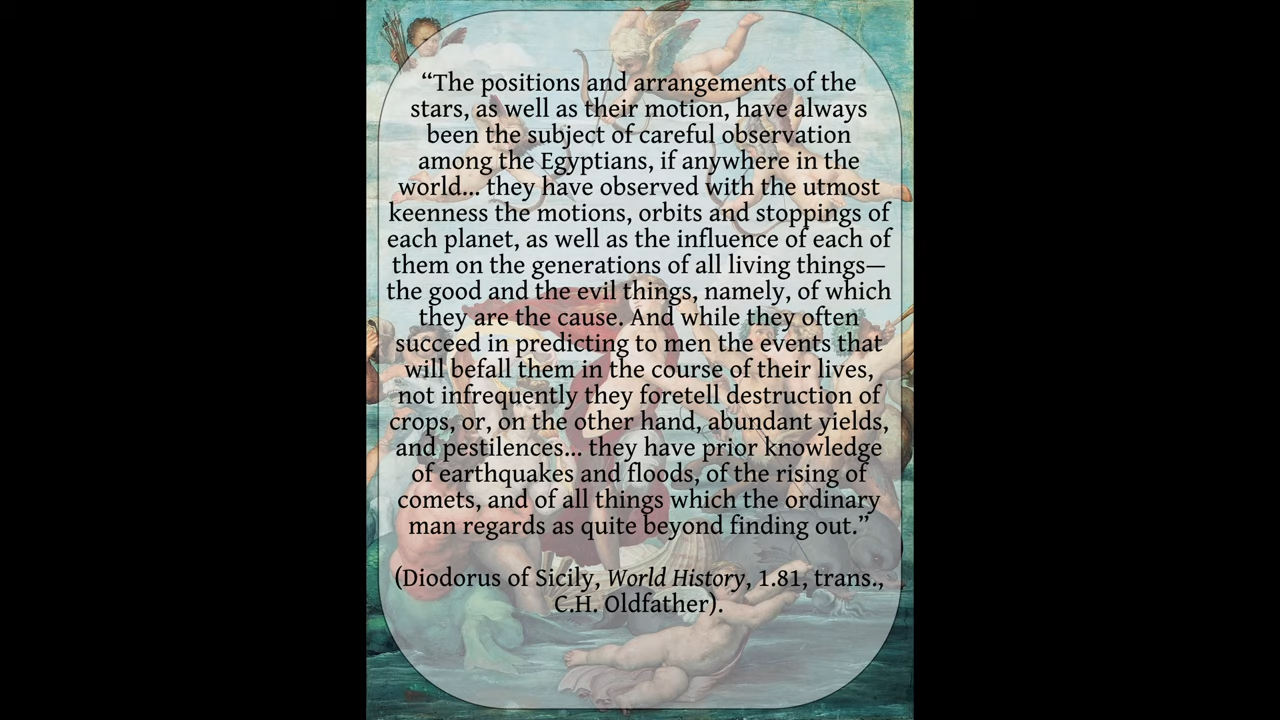 “The positions and arrangements of the
stars, as well as their motion, have always
been the subject of careful observation
among the Egyptians, if anywhere in the
world... they have observed with the utmost
keenness the motions, orbits and stoppings of
each planet, as well as the influence of each of
them on the generations of all living things—
the good and the evil things, namely, of which
they are the cause. And while they often
succeed in predicting to men the events that
will befall them in the course of their lives,
not infrequently they foretell destruction of
crops, or, on the other hand, abundant yields,
and pestilences... they have prior knowledge
of earthquakes and floods, of the rising of
comets, and of all things which the ordinary
man regards as quite beyond finding out.”
(Diodorus of Sicily, World History, 1.81, trans.,
C.H. Oldfather).